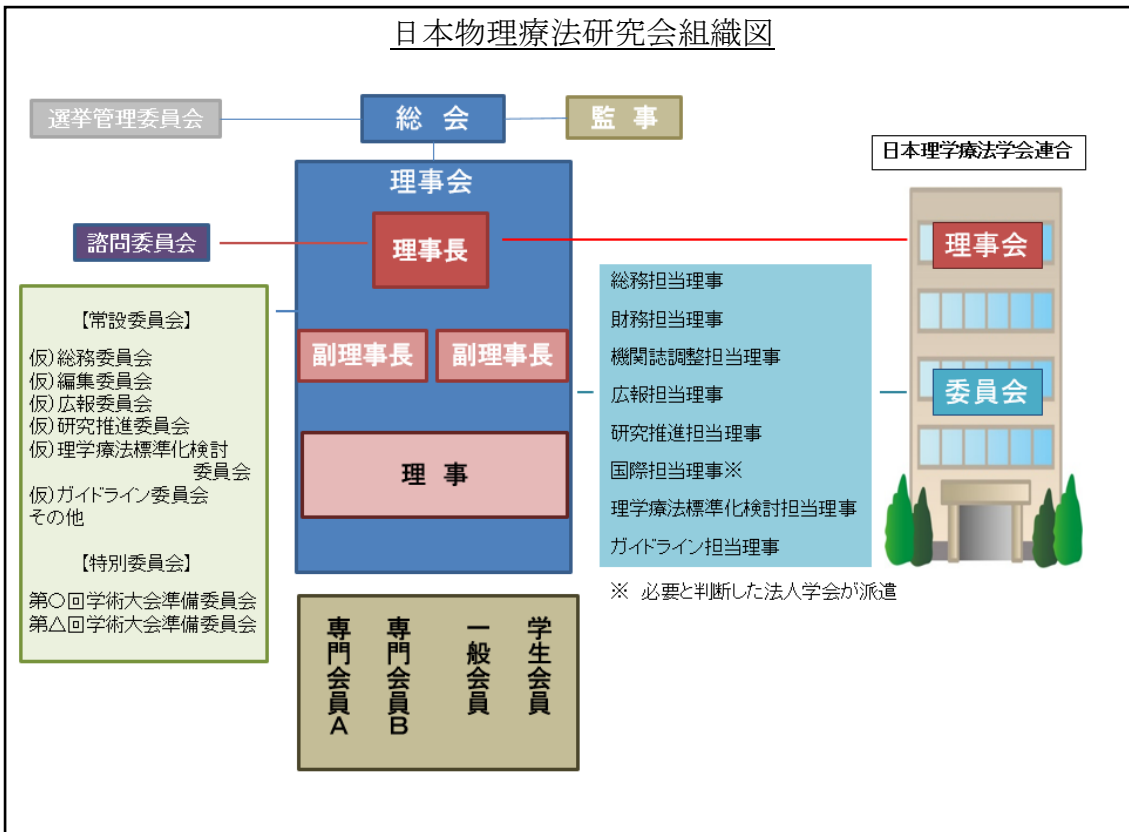 日本物理療法研究会組織図
選挙管理委員会
総 会
監 事
日本理学療法学会連合
理事会
諮問委員会
理事長
理事会
【常設委員会】
仮)総務委員会
仮)編集委員会
仮)広報委員会
仮)研究推進委員会
仮)理学療法標準化検討
委員会
仮)ガイドライン委員会
その他
【特別委員会】
第○回学術大会準備委員会
第△回学術大会準備委員会
副理事長
副理事長
理 事
総務担当理事
財務担当理事
機関誌調整担当理事
広報担当理事
研究推進担当理事
国際担当理事※
理学療法標準化検討担当理事
ガイドライン担当理事
委員会
※ 必要と判断した法人学会が派遣
専門会員A
専門会員B
一般会員
学生会員